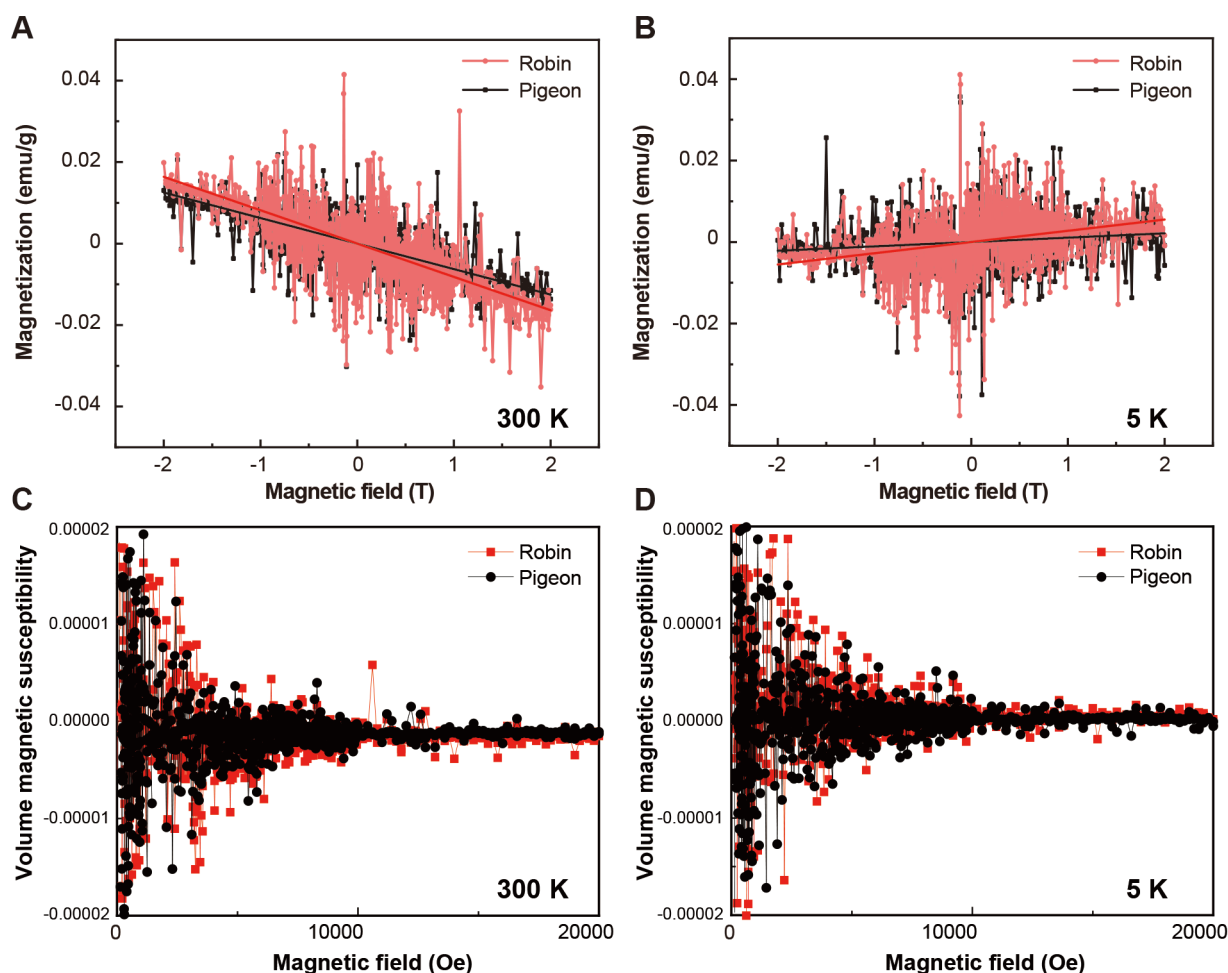 A
Magnetization (emu/g)
0.04
0.02
0
-0.02
-0.04
Robin
Pigeon
300 K
-2
-1
0
1
2
Magnetic field (T)
B
Magnetization (emu/g)
0.04
0.02
0
-0.02
-0.04
Robin
Pigeon
5 K
-2
-1
0
1
2
Magnetic field (T)
C
Volume magnetic susceptibility
0.00002
0.00001
0.00000
-0.00001
-0.00002
Robin
Pigeon
300 K
0
10000
20000
Magnetic field (Oe)
D
Volume magnetic susceptibility
0.00002
0.00001
0.00000
-0.00001
-0.00002
Robin
Pigeon
5 K
0
10000
20000
Magnetic field (Oe)